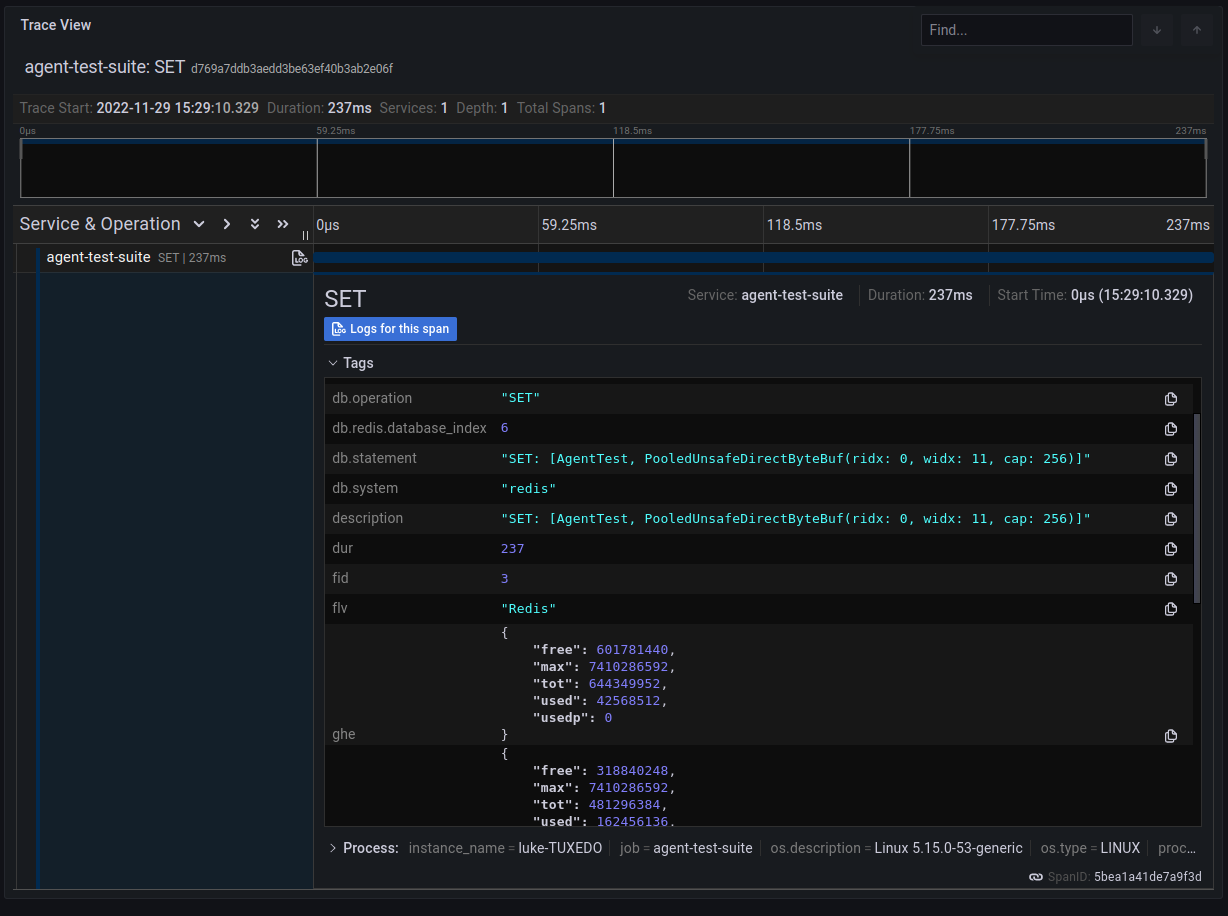 Trace View
Find...
agent-test-suite: SET d769a7ddb3aedd3be63ef40b3ab2e06f
Trace Start: 2022-11-29 15:29:10.329 Duration: 237ms Services: 1 Depth: 1 Total Spans: 1
0μs 59.25ms 118.5ms 177.75ms 237ms
Service & Operation 0μs 59.25ms 118.5ms 177.75ms 237ms
agent-test-suite SET | 237ms LOG
SET Service: agent-test-suite Duration: 237ms Start Time: 0μs (15:29:10.329)
LOG Logs for this span
Tags
db.operation "SET"
db.redis.database_index 6
db.statement "SET: [AgentTest, PooledUnsafeDirectByteBuf(ridx: 0, widx: 11, cap: 256)]"
db.system "redis"
description "SET: [AgentTest, PooledUnsafeDirectByteBuf(ridx: 0, widx: 11, cap: 256)]"
dur 237
fid 3
flv "Redis"
{
"free": 601781440,
"max": 7410286592,
"tot": 644349952,
"used": 42568512,
"usedp": 0
ghe }
{
"free": 318840248,
"max": 7410286592,
"tot": 481296384,
"used": 162456136,
Process: instance_name = luke-TUXEDO job = agent-test-suite os.description = Linux 5.15.0-53-generic os.type = LINUX proc...
SpanID: 5bea1a41de7a9f3d